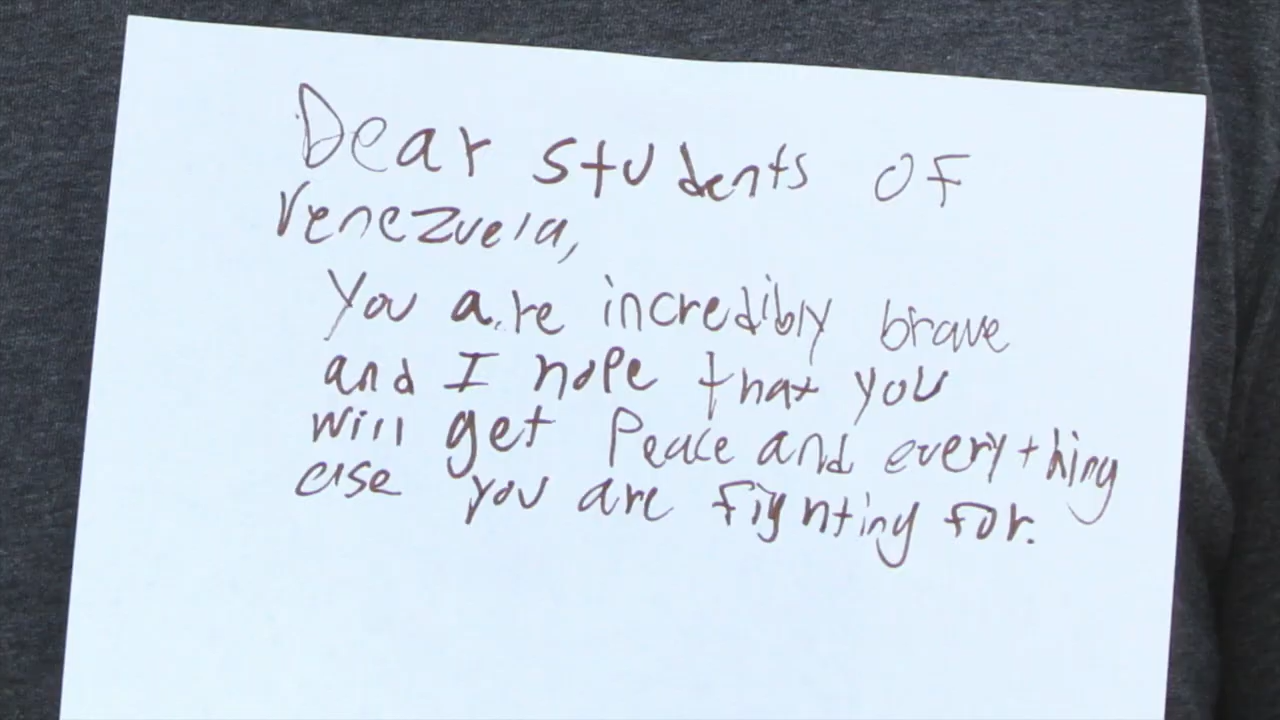 Dear students of
Venezuela,
You are incredibly brave
and I hope that you
will get Peace and everything
else you are fighting for.